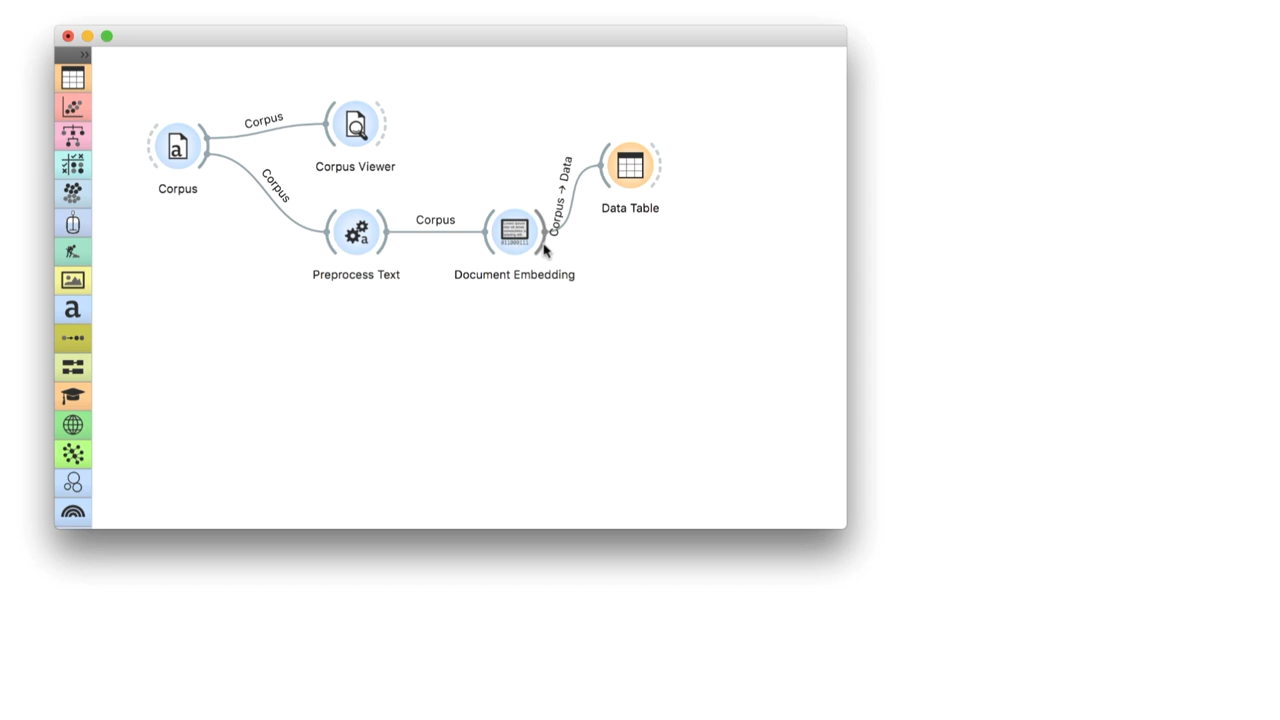 Corpus
Corpus Viewer
Corpus
Corpus
Corpus
Preprocess Text
Document Embedding
Corpus → Data
Data Table
a
a
a